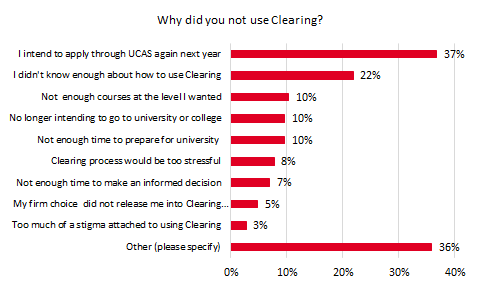 Why did you not use Clearing?
I intend to apply through UCAS again next year 37%
I didn't know enough about how to use Clearing 22%
Not enough courses at the level I wanted 10%
No longer intending to go to university or college 10%
Not enough time to prepare for university 10%
Clearing process would be too stressful 8%
Not enough time to make an informed decision 7%
My firm choice did not release me into Clearing... 5%
Too much of a stigma attached to using Clearing 3%
Other (please specify) 36%
0% 10% 20% 30% 40%